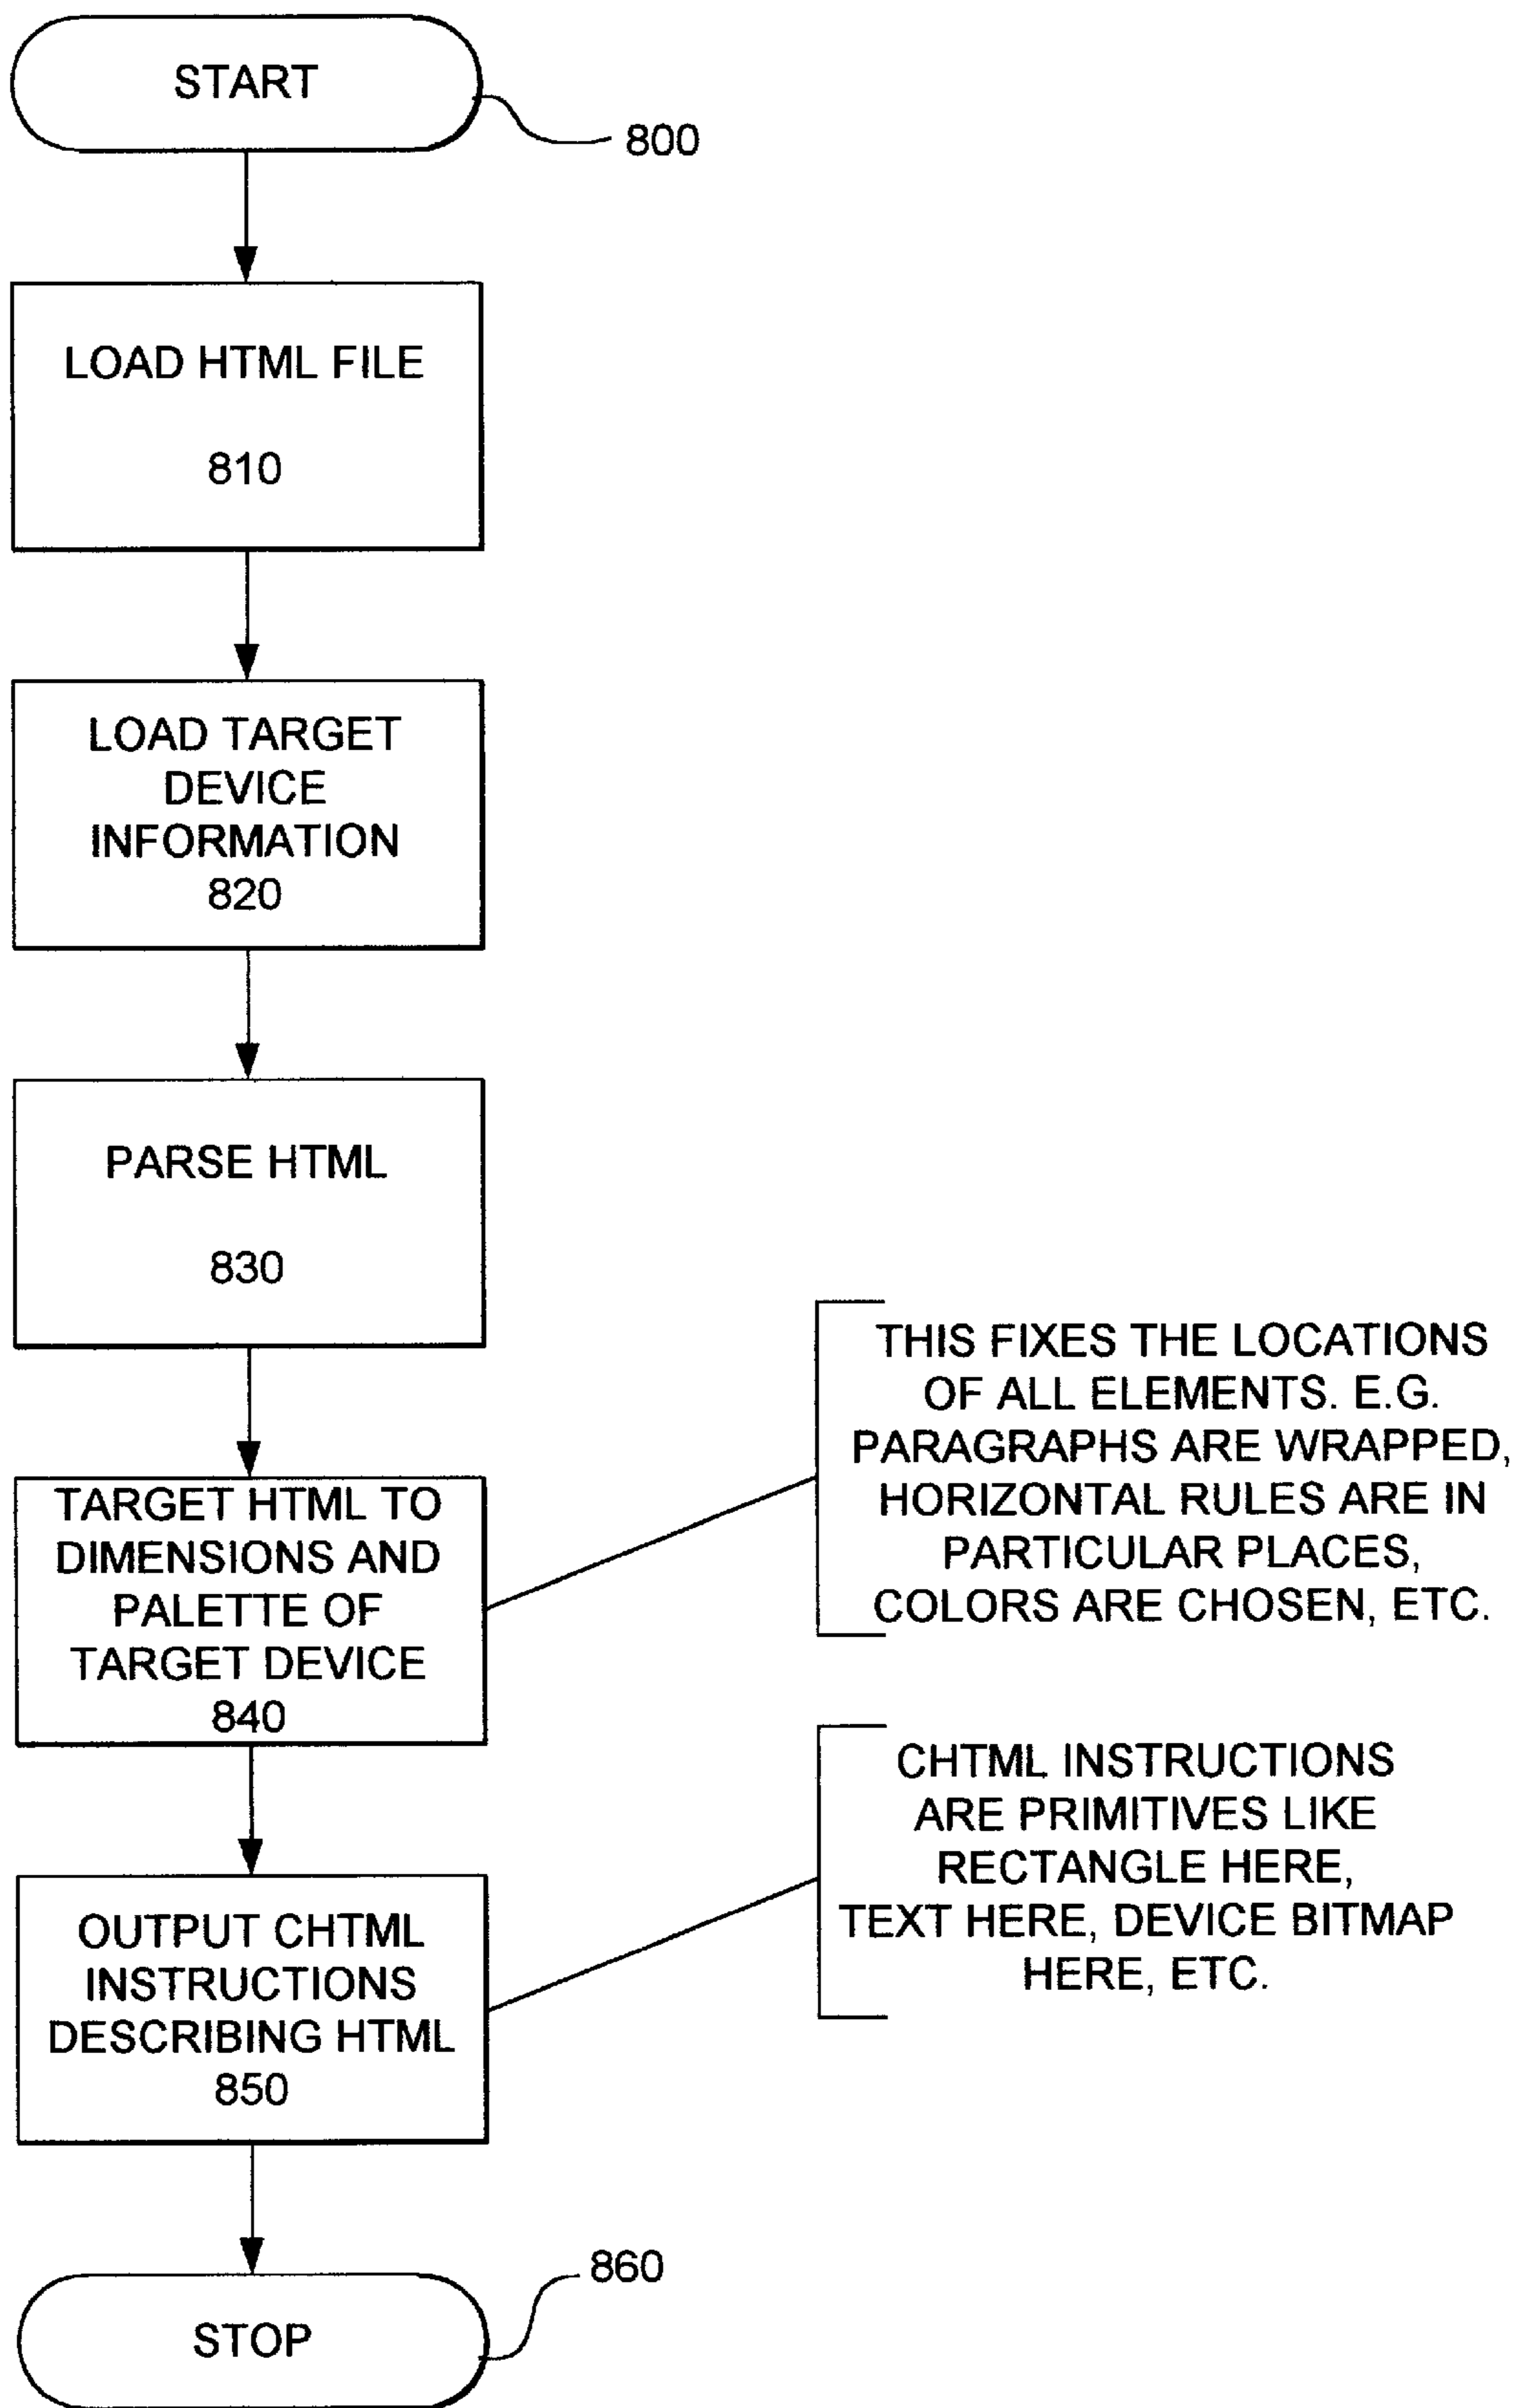 START
800
LOAD HTML FILE
810
LOAD TARGET
DEVICE
INFORMATION
820
PARSE HTML
830
TARGET HTML TO
DIMENSIONS AND
PALETTE OF
TARGET DEVICE
840
THIS FIXES THE LOCATIONS
OF ALL ELEMENTS. E.G.
PARAGRAPHS ARE WRAPPED,
HORIZONTAL RULES ARE IN
PARTICULAR PLACES,
COLORS ARE CHOSEN, ETC.
OUTPUT CHTML
INSTRUCTIONS
DESCRIBING HTML
850
CHTML INSTRUCTIONS
ARE PRIMITIVES LIKE
RECTANGLE HERE,
TEXT HERE, DEVICE BITMAP
HERE, ETC.
860
STOP